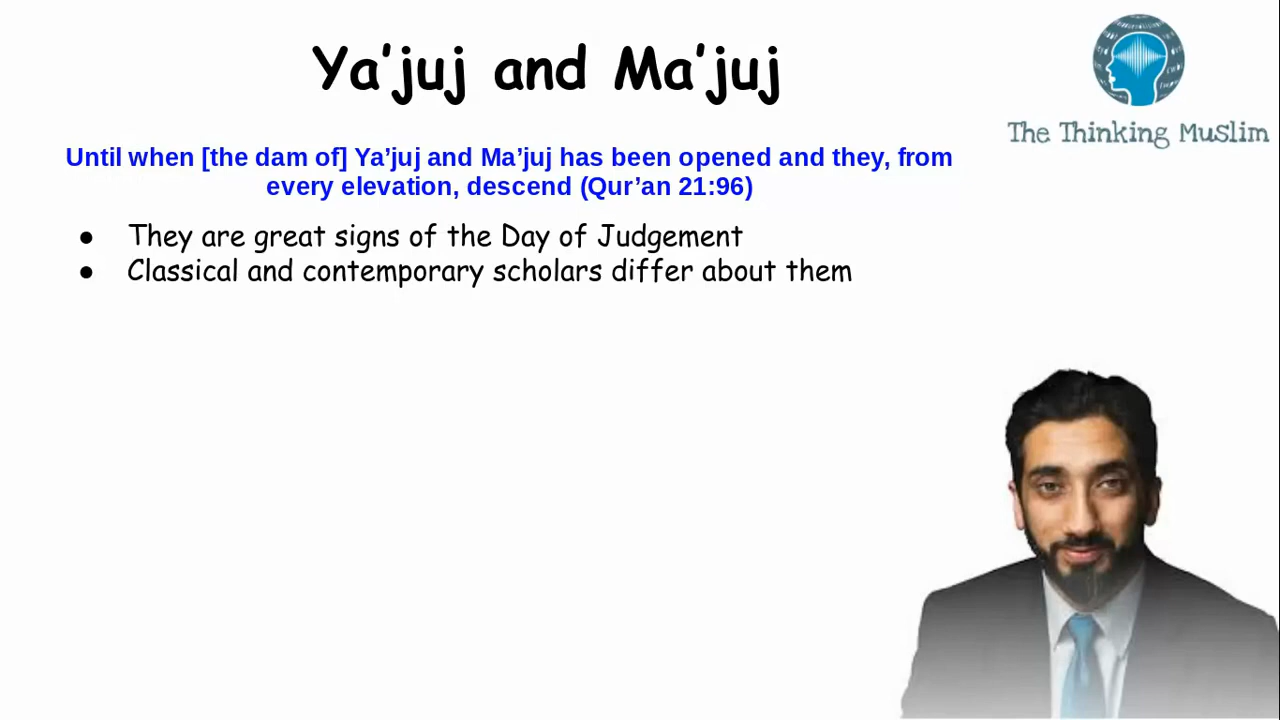 Ya’juj and Ma’juj
The Thinking Muslim
Until when [the dam of] Ya’juj and Ma’juj has been opened and they, from
every elevation, descend (Qur’an 21:96)
● They are great signs of the Day of Judgement
● Classical and contemporary scholars differ about them